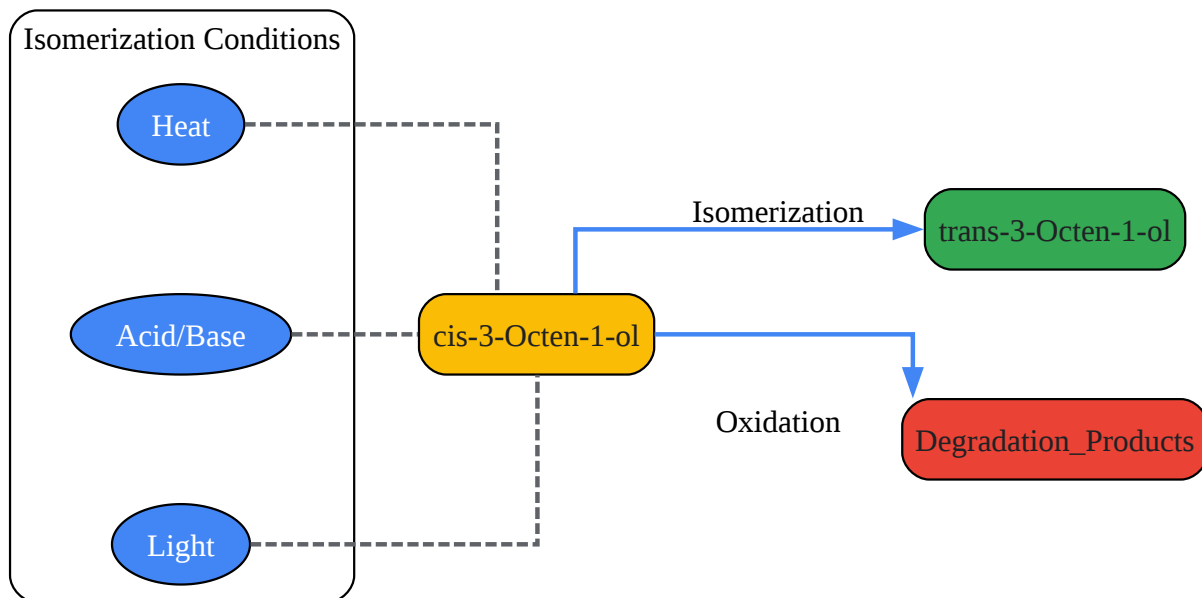 Isomerization Conditions
Heat
Isomerization
trans-3-Octen-1-ol
Acid/Base
cis-3-Octen-1-ol
Oxidation
Degradation_Products
Light